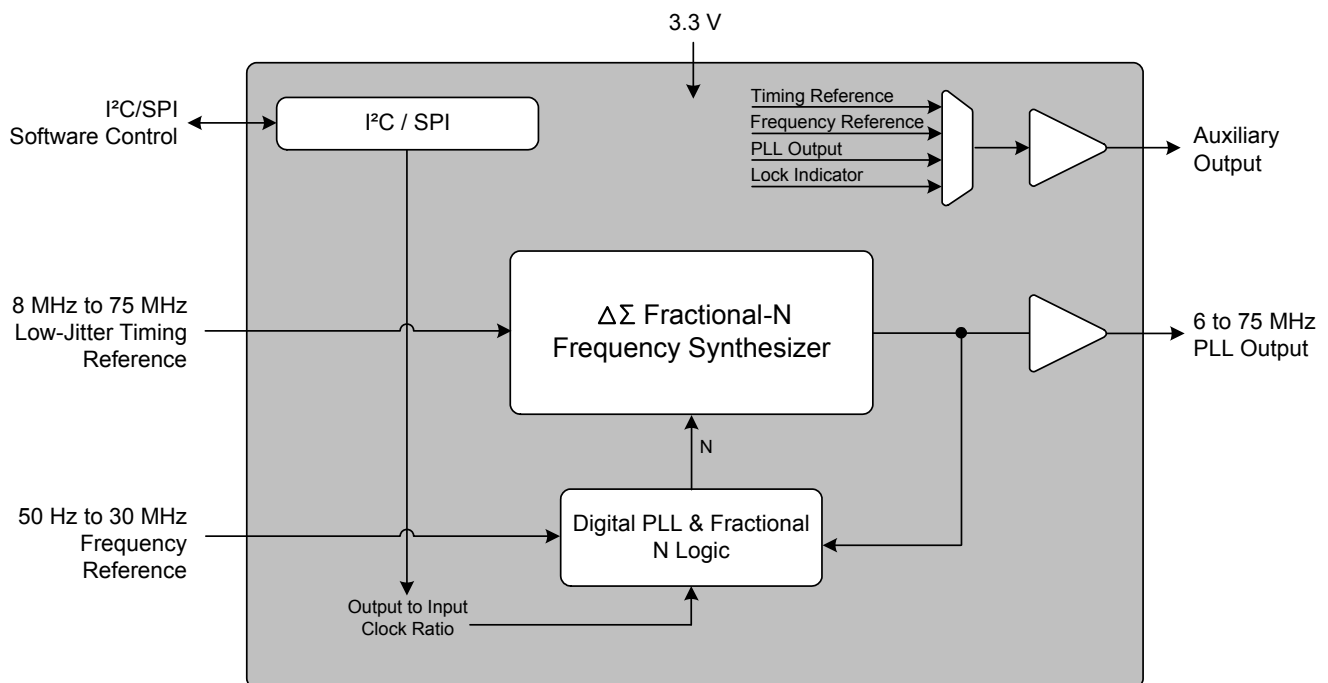 3.3 V
I²C/SPI
Software Control
I²C / SPI
Timing Reference
Frequency Reference
PLL Output
Lock Indicator
Auxiliary
Output
8 MHz to 75 MHz
Low-Jitter Timing
Reference
ΔΣ Fractional-N
Frequency Synthesizer
6 to 75 MHz
PLL Output
N
50 Hz to 30 MHz
Frequency
Reference
Digital PLL & Fractional
N Logic
Output to Input
Clock Ratio